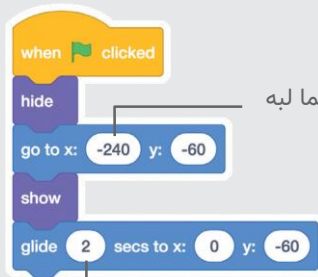 when clicked
hide
ما لبه
go to x: -240 y: -60
show
glide 2 secs to x: 0 y: -60